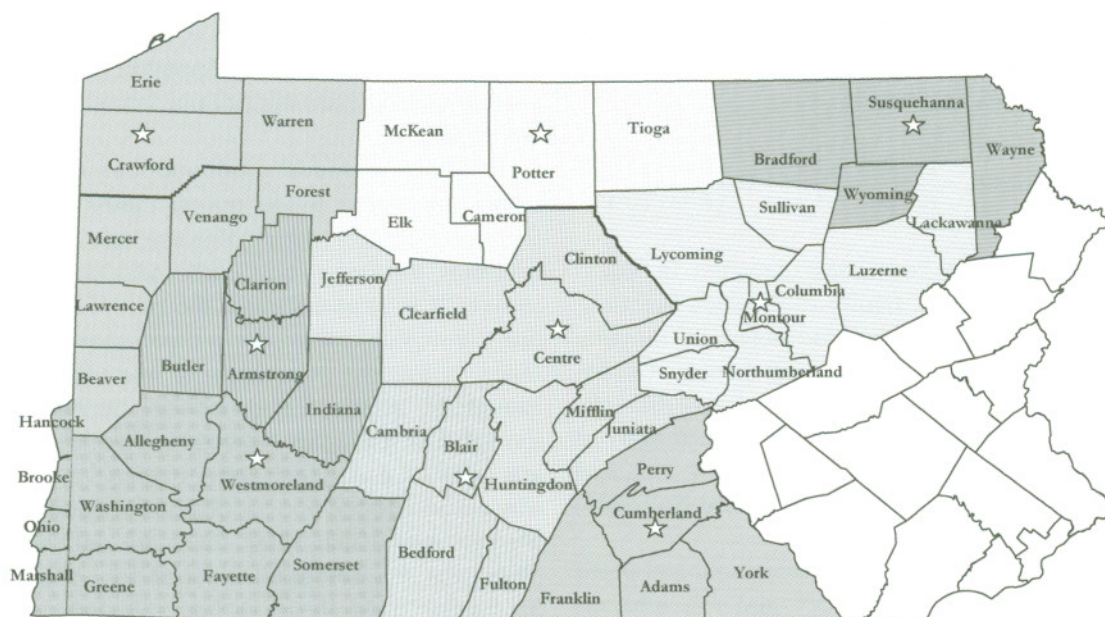 Erie
Susquehanna
Warren
McKean
Tioga
Wayne
Crawford
Bradford
Potter
Forest
Wyoming
Sullivan
Venango
Cameron
Lackawanna
Elk
Mercer
Lycoming
Clinton
Luzerne
Jefferson
Clarion
Columbia
Lawrence
Montour
Clearfield
Union
Centre
Butler
Armstrong
Snyder
Northumberland
Beaver
Indiana
Mifflin
Hancock
Cambria
Juniata
Allegheny
Blair
Perry
Brooke
Westmoreland
Huntingdon
Washington
Cumberland
Ohio
Bedford
Somerset
York
Marshall
Fayette
Fulton
Greene
Adams
Franklin